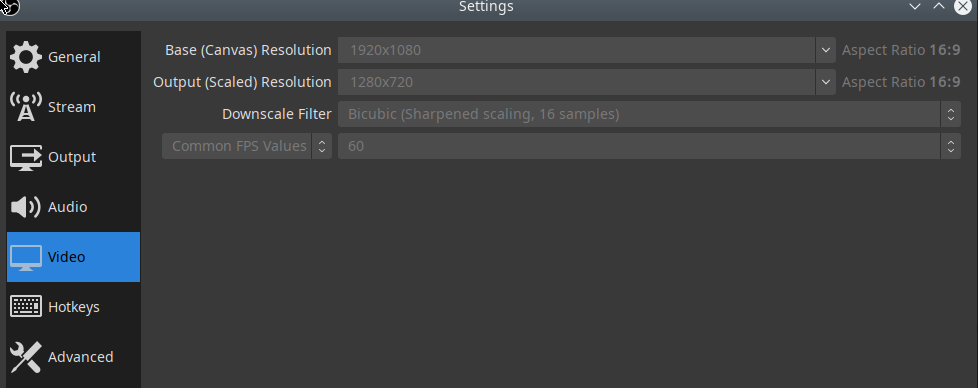 Settings
General
Stream
Output
Audio
Video
Hotkeys
Advanced
Base (Canvas) Resolution 1920x1080 Aspect Ratio 16:9
Output (Scaled) Resolution 1280x720 Aspect Ratio 16:9
Downscale Filter Bicubic (Sharpened scaling, 16 samples)
Common FPS Values 60